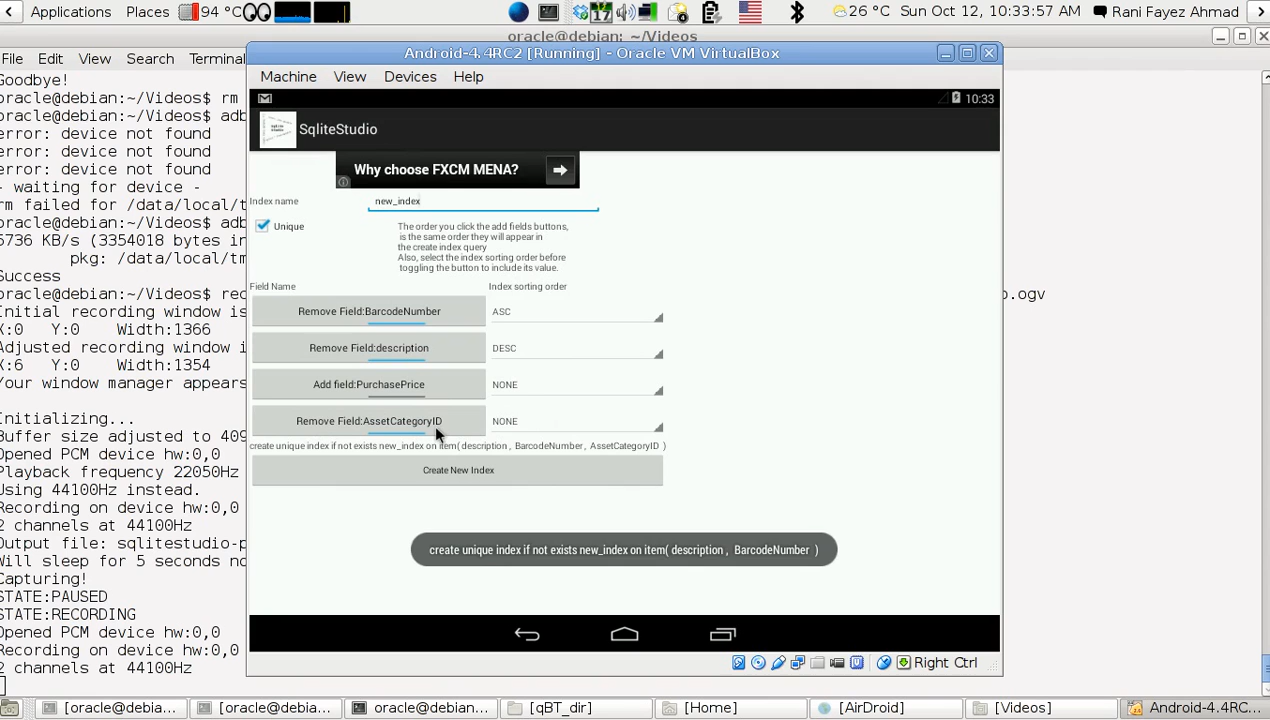 Applications Places 94 °C 17 26 °C Sun Oct 12, 10:33:57 AM Rani Fayez Ahmad
oracle@debian: ~/Videos
File Edit View Search Terminal
Goodbye!
oracle@debian:~/Videos$ rm
oracle@debian:~/Videos$ adb
error: device not found
error: device not found
error: device not found
- waiting for device -
rm failed for /data/local/t
oracle@debian:~/Videos$ adb
5736 KB/s (3354018 bytes in
pkg: /data/local/tm
Success
oracle@debian:~/Videos$ rec
o.ogv
Initial recording window is
X:0 Y:0 Width:1366
Adjusted recording window i
X:6 Y:0 Width:1354
Your window manager appears
Initializing...
Buffer size adjusted to 409
Opened PCM device hw:0,0
Playback frequency 22050Hz
Using 44100Hz instead.
Recording on device hw:0,0
2 channels at 44100Hz
Output file: sqlitestudio-p
Will sleep for 5 seconds no
Capturing!
STATE:PAUSED
STATE:RECORDING
Opened PCM device hw:0,0
Recording on device hw:0,0
2 channels at 44100Hz
Android-4.4RC2 [Running] - Oracle VM VirtualBox
Machine View Devices Help
10:33
SqliteStudio
Why choose FXCM MENA?
Index name new_index
Unique
The order you click the add fields buttons,
is the same order they will appear in
the create index query
Also, select the index sorting order before
toggling the button to include its value.
Field Name Index sorting order
Remove Field:BarcodeNumber ASC
Remove Field:description DESC
Add field:PurchasePrice NONE
Remove Field:AssetCategoryID NONE
create unique index if not exists new_index on item( description , BarcodeNumber , AssetCategoryID )
Create New Index
create unique index if not exists new_index on item( description , BarcodeNumber )
Right Ctrl
[oracle@debia... [oracle@debia... oracle@debian... [qBT_dir] [Home] [AirDroid] [Videos] Android-4.4RC...